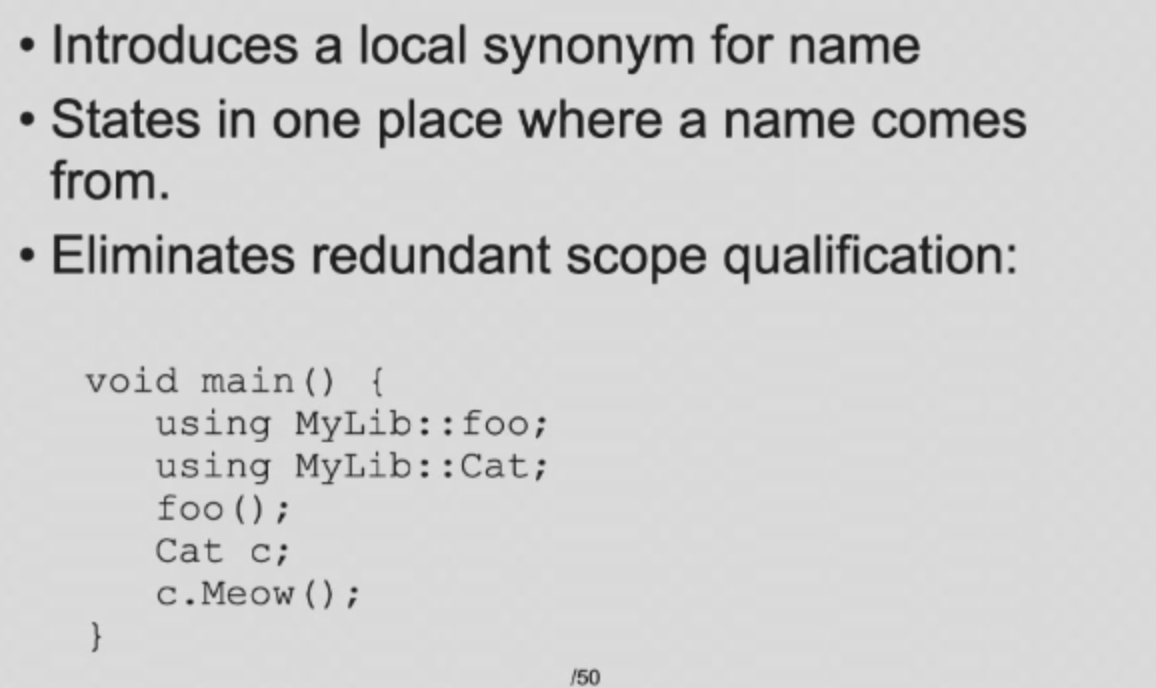 • Introduces a local synonym for name
• States in one place where a name comes
from.
• Eliminates redundant scope qualification:
void main() {
using MyLib::foo;
using MyLib::Cat;
foo();
Cat c;
c.Meow();
}
/50